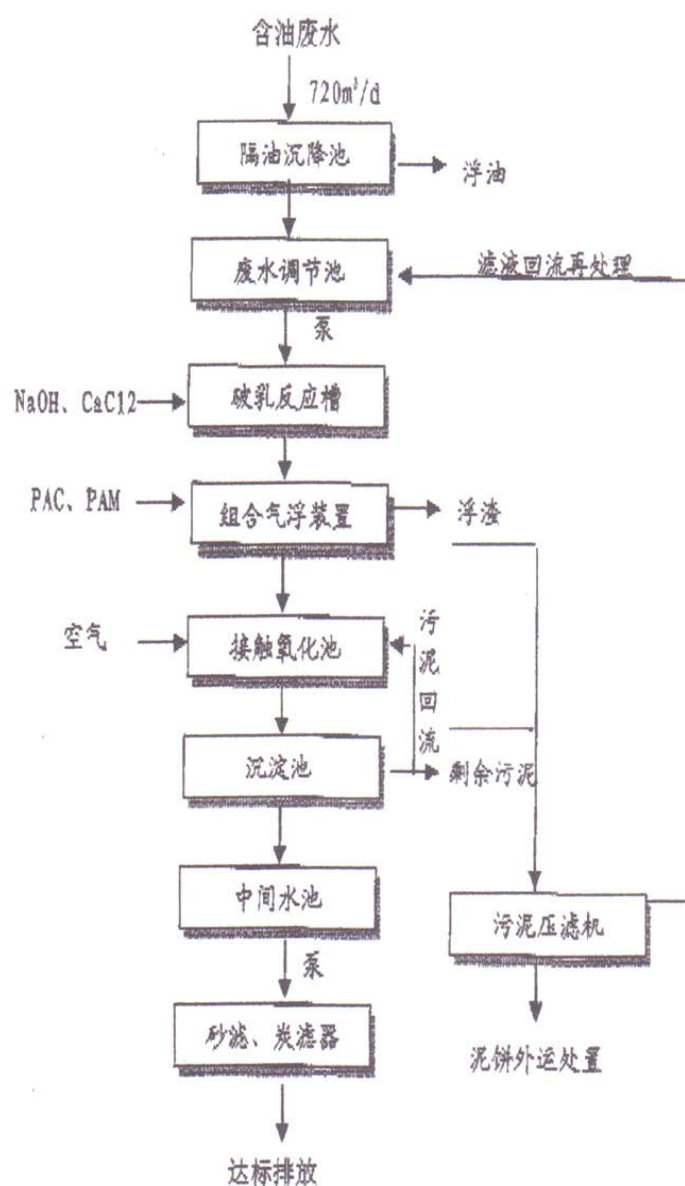 含油废水
720m³/d
隔油沉降池
浮油
废水调节池
滤液回流再处理
泵
NaOH、CaC12
破乳反应槽
PAC、PAM
组合气浮装置
浮渣
空气
接触氧化池
污泥回流
沉淀池
剩余污泥
中间水池
污泥压滤机
泵
砂滤、炭滤器
泥饼外运处置
达标排放